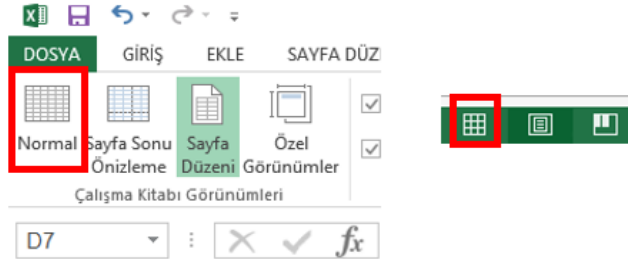 DOSYA GİRİŞ EKLE SAYFA DÜZ
Normal Sayfa Sonu Sayfa Özel
Önizleme Düzeni Görünümler
Çalışma Kitabı Görünümleri
D7 fx